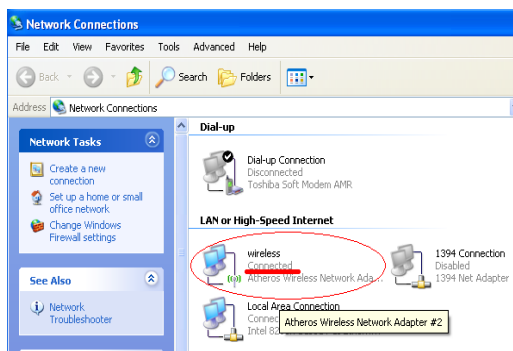 Network Connections
File Edit View Favorites Tools Advanced Help
Back Search Folders
Address Network Connections
Network Tasks
Create a new
connection
Set up a home or small
office network
Change Windows
Firewall settings
See Also
Network
Troubleshooter
Dial-up
Dial-up Connection
Disconnected
Toshiba Soft Modem AMR
LAN or High-Speed Internet
wireless
Connected
Atheros Wireless Network Ada...
1394 Connection
Disabled
1394 Net Adapter
Local Area Connection
Connec
Intel 82
Atheros Wireless Network Adapter #2